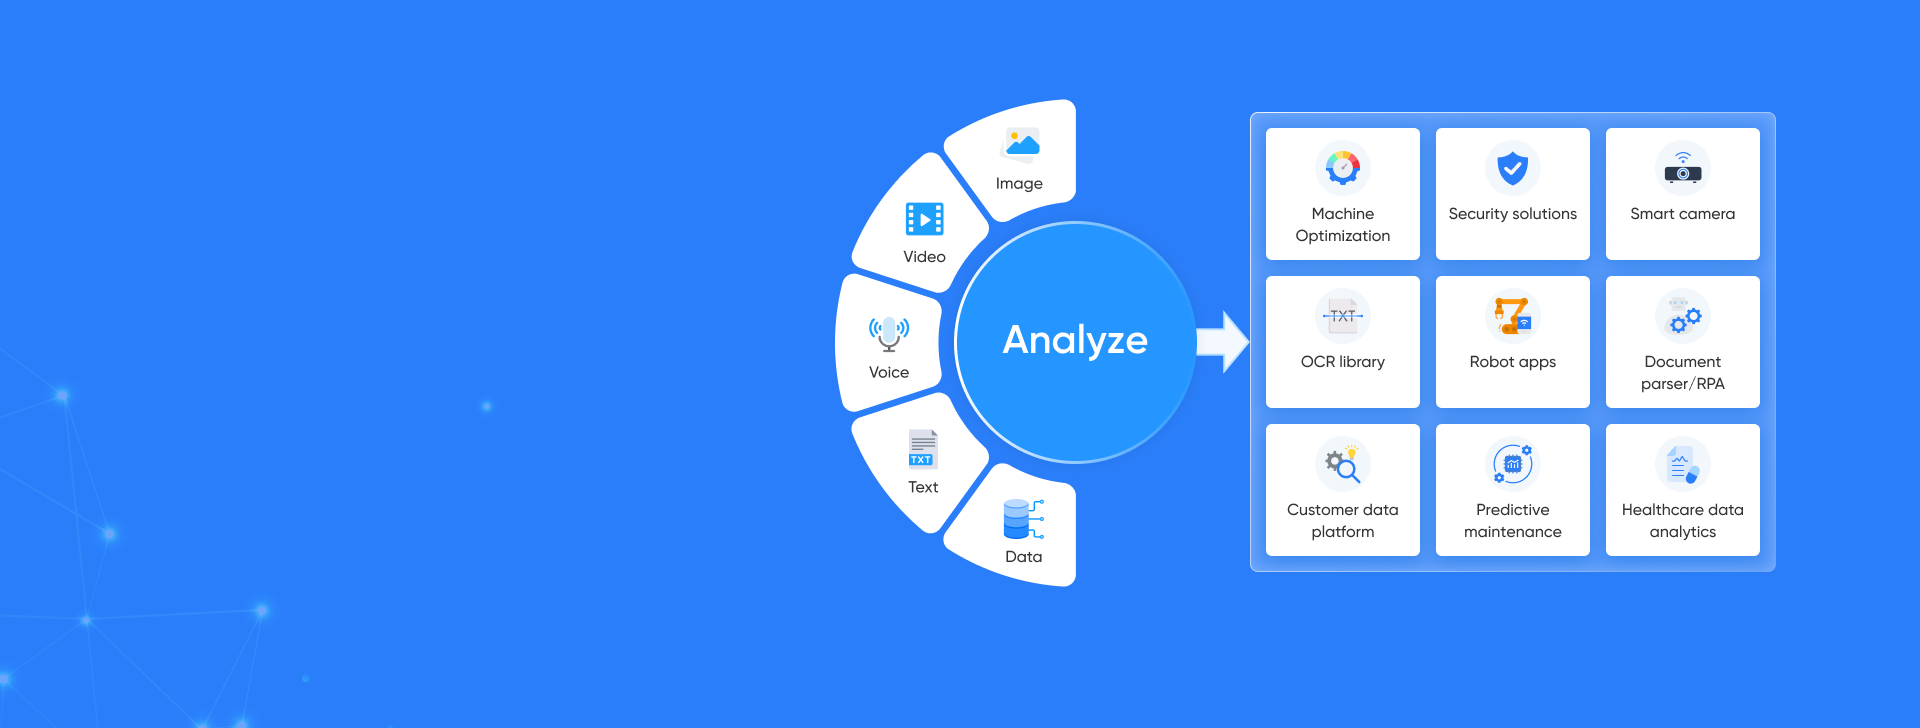 Image
Video
Voice
Text
TXT
Data
Analyze
Machine
Optimization
Security solutions
Smart camera
TXT
OCR library
Robot apps
Document
parser/RPA
Customer data
platform
Predictive
maintenance
Healthcare data
analytics